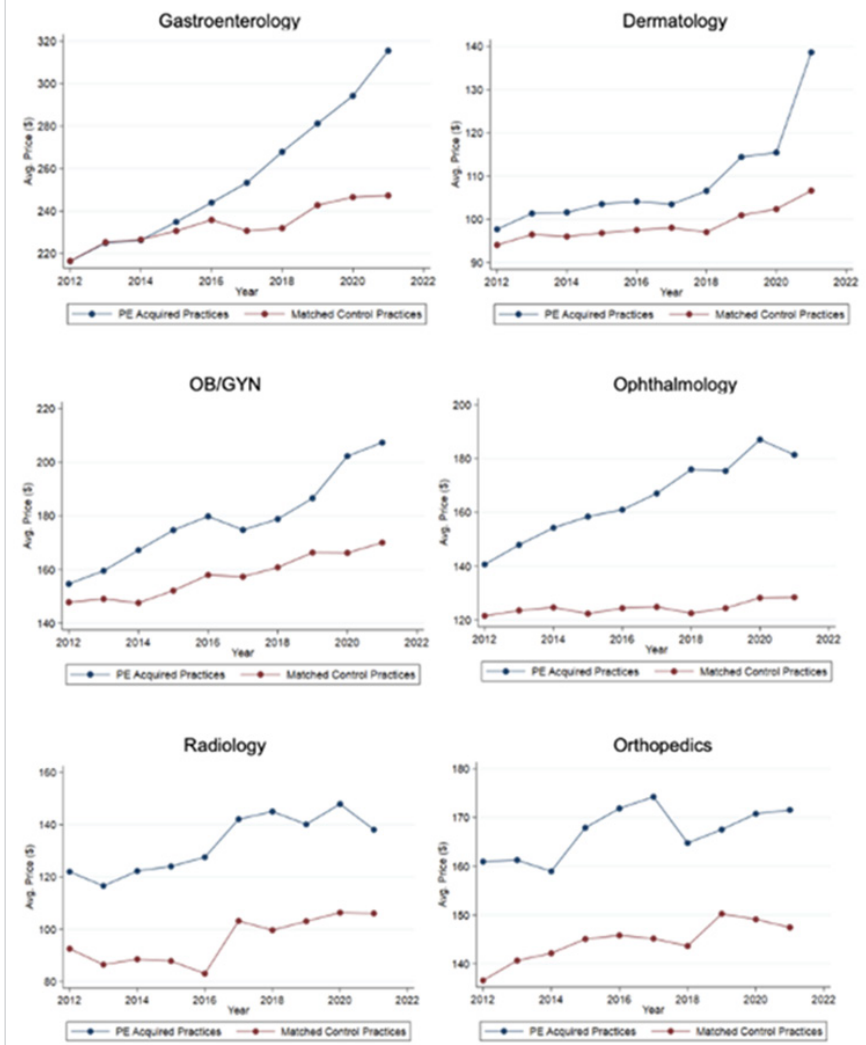 Gastroenterology
320
300
280
260
240
220
Avg. Price ($)
2012 2014 2016 2018 2020 2022
Year
PE Acquired Practices Matched Control Practices
Dermatology
140
130
120
110
100
90
Avg. Price ($)
2012 2014 2016 2018 2020 2022
Year
PE Acquired Practices Matched Control Practices
OB/GYN
220
200
180
160
140
Avg. Price ($)
2012 2014 2016 2018 2020 2022
Year
PE Acquired Practices Matched Control Practices
Ophthalmology
200
180
160
140
120
Avg. Price ($)
2012 2014 2016 2018 2020 2022
Year
PE Acquired Practices Matched Control Practices
Radiology
160
140
120
100
80
Avg. Price ($)
2012 2014 2016 2018 2020 2022
Year
PE Acquired Practices Matched Control Practices
Orthopedics
180
170
160
150
140
Avg. Price ($)
2012 2014 2016 2018 2020 2022
Year
PE Acquired Practices Matched Control Practices